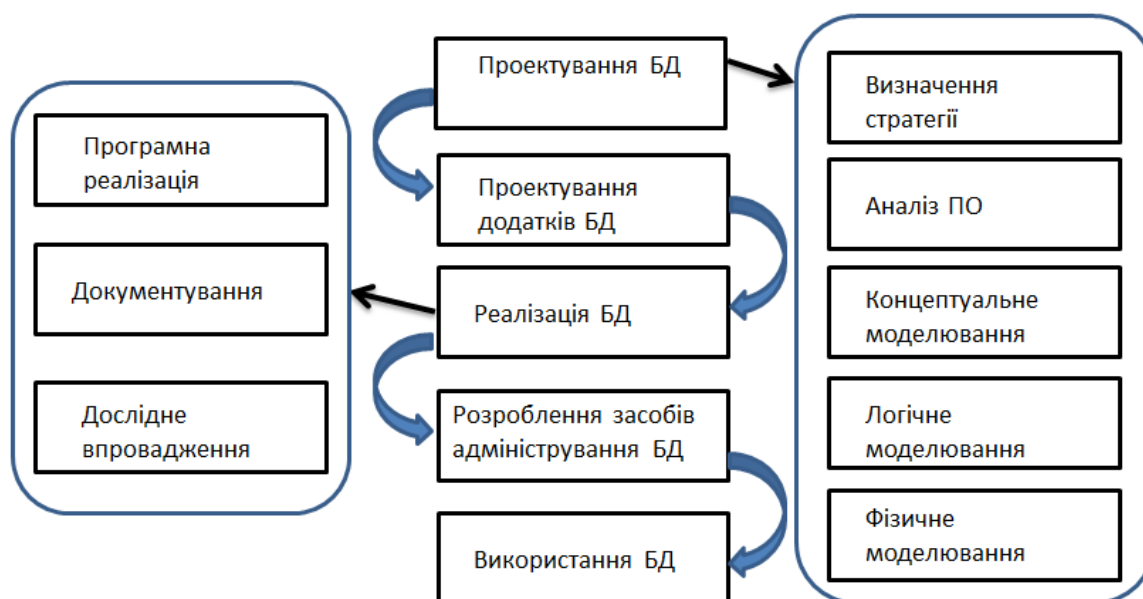 Програмна
реалізація
Документування
Дослідне
впровадження
Проектування БД
Проектування
додатків БД
Реалізація БД
Розроблення засобів
адміністрування БД
Використання БД
Визначення
стратегії
Аналіз ПО
Концептуальне
моделювання
Логічне
моделювання
Фізичне
моделювання